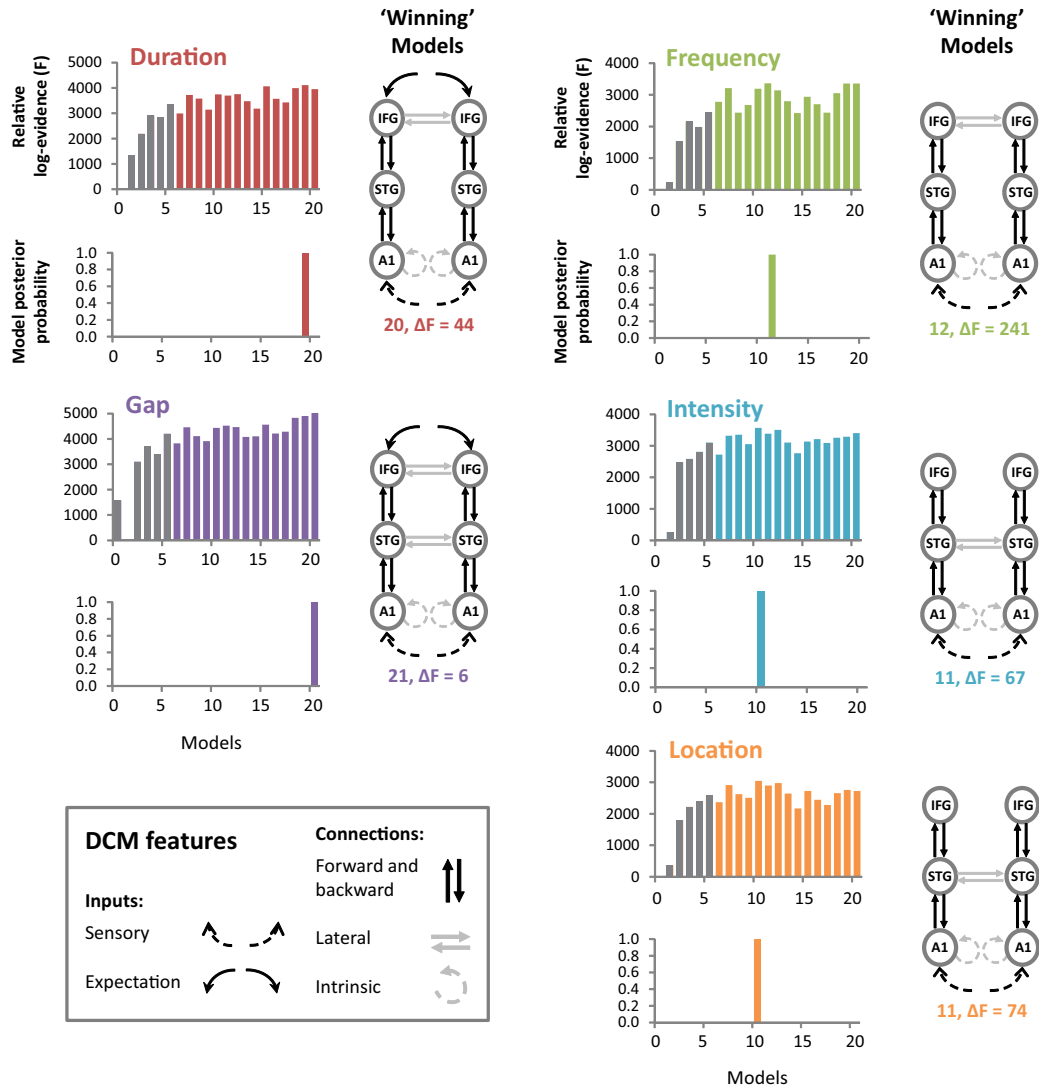 'Winning'
Models
Duration
Relative
log-evidence (F)
5000
4000
3000
2000
1000
0
0 5 10 15 20
Model posterior
probability
1.0
0.8
0.6
0.4
0.2
0.0
0 5 10 15 20
IFG IFG
STG STG
A1 A1
20, ΔF = 44
Gap
5000
4000
3000
2000
1000
0
0 5 10 15 20
1.0
0.8
0.6
0.4
0.2
0.0
0 5 10 15 20
Models
IFG IFG
STG STG
A1 A1
21, ΔF = 6
DCM features
Inputs:
Sensory
Expectation
Connections:
Forward and
backward
Lateral
Intrinsic
'Winning'
Models
Frequency
Relative
log-evidence (F)
4000
3000
2000
1000
0
0 5 10 15 20
Model posterior
probability
1.0
0.8
0.6
0.4
0.2
0.0
0 5 10 15 20
IFG IFG
STG STG
A1 A1
12, ΔF = 241
Intensity
4000
3000
2000
1000
0
0 5 10 15 20
1.0
0.8
0.6
0.4
0.2
0.0
0 5 10 15 20
IFG IFG
STG STG
A1 A1
11, ΔF = 67
Location
4000
3000
2000
1000
0
0 5 10 15 20
1.0
0.8
0.6
0.4
0.2
0.0
0 5 10 15 20
Models
IFG IFG
STG STG
A1 A1
11, ΔF = 74